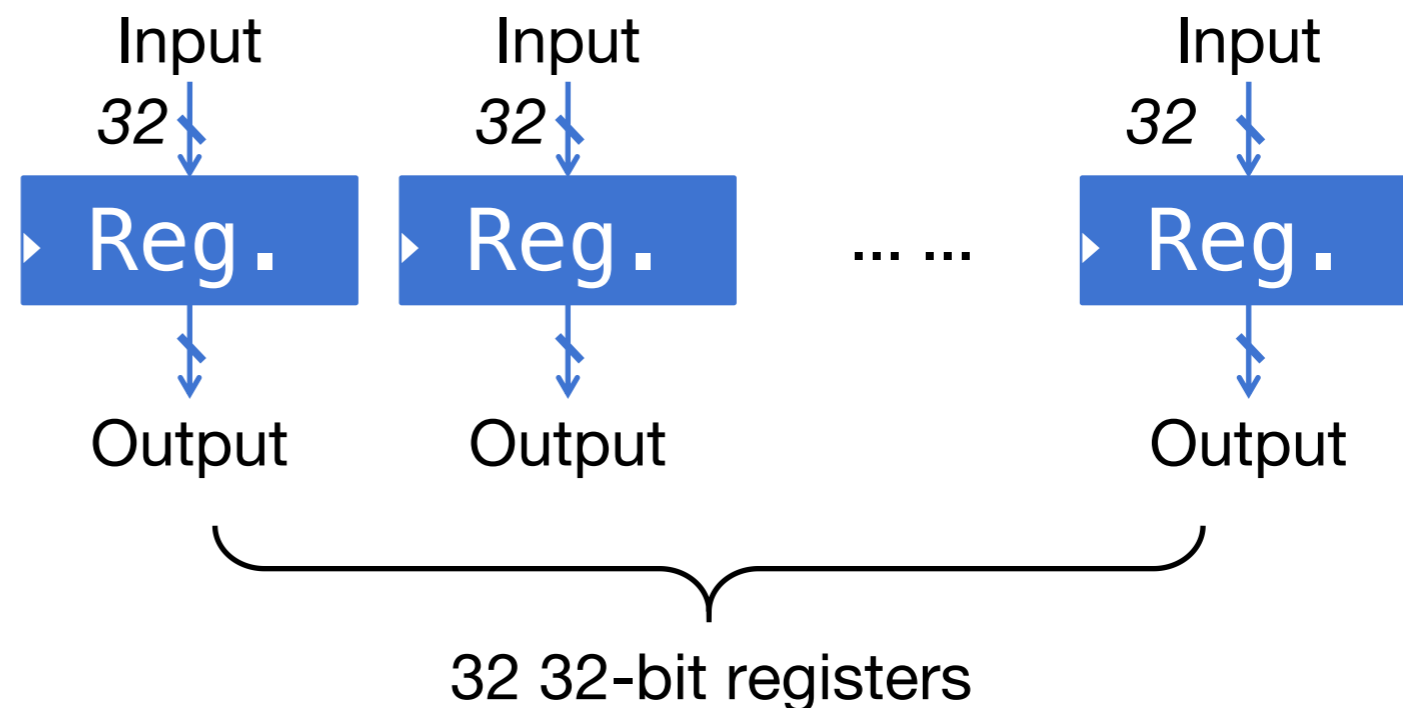 Input Input Input
32 32 32
Reg. Reg. ... ... Reg.
Output Output Output
32 32-bit registers